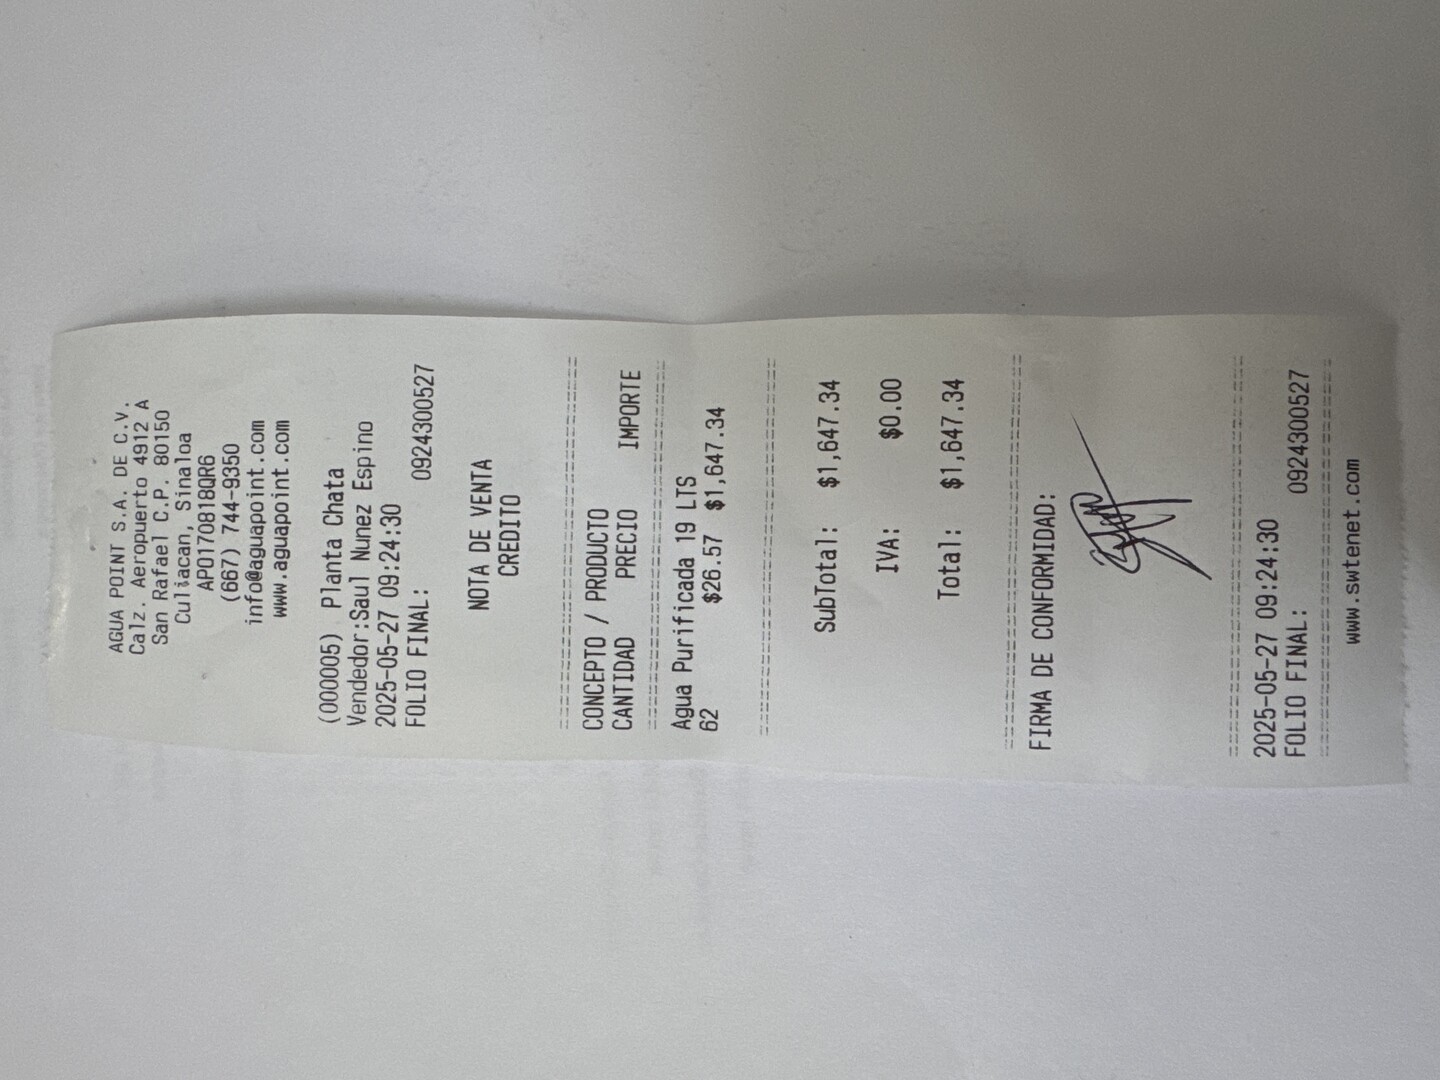 AGUA POINT S.A. DE C.V.
Calz. Aeropuerto 4912 A
San Rafael C.P. 80150
Culiacan, Sinaloa
APO170818QR6
(667) 744-9350
info@aguapoint.com
www.aguapoint.com
(000005) Planta Chata
Vendedor:Saul Nunez Espino
2025-05-27 09:24:30
FOLIO FINAL: 0924300527
NOTA DE VENTA
CREDITO
CONCEPTO / PRODUCTO
CANTIDAD PRECIO IMPORTE
Agua Purificada 19 LTS
62 $26.57 $1,647.34
SubTotal: $1,647.34
IVA: $0.00
Total: $1,647.34
FIRMA DE CONFORMIDAD:
2025-05-27 09:24:30
FOLIO FINAL: 0924300527
www.swtenet.com